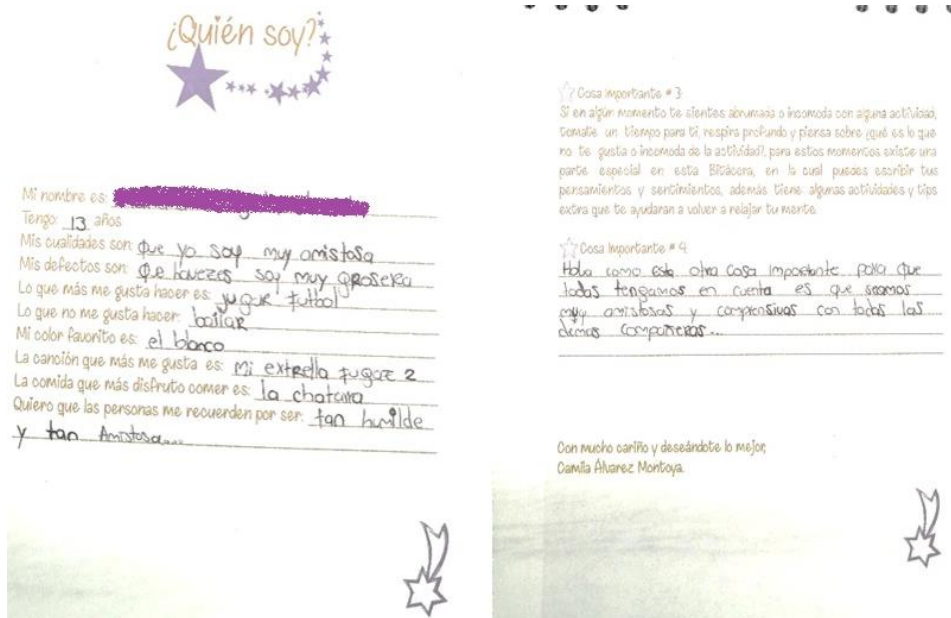 ¿Quién soy?
Mi nombre es:
Tengo: 13 años
Mis cualidades son: Que yo soy muy amistosa
Mis defectos son: Que havezes soy muy grosera
Lo que más me gusta hacer es: jugar futbol
Lo que no me gusta hacer: bailar
Mi color favorito es: el blanco
La canción que más me gusta es: mi extrella fugaz 2
La comida que más disfruto comer es: la chatarra
Quiero que las personas me recuerden por ser: tan humilde
y tan Amistosa...
Cosa importante # 3
Si en algún momento te sientes abrumada o incomoda con alguna actividad,
tomate un tiempo para ti, respira profundo y piensa sobre ¿qué es lo que
no te gusta o incomoda de la actividad?, para estos momentos existe una
parte especial en esta Bitácora, en la cual puedes escribir tus
pensamientos y sentimientos, además tiene algunas actividades y tips
extra que te ayudaran a volver a relajar tu mente.
Cosa importante # 4
Hola como esta otra cosa importante para que
todas tengamos en cuenta es que seamos
muy amistosas y comprensivas con todas las
demas compañeras...
Con mucho cariño y deseándote lo mejor,
Camila Álvarez Montoya.